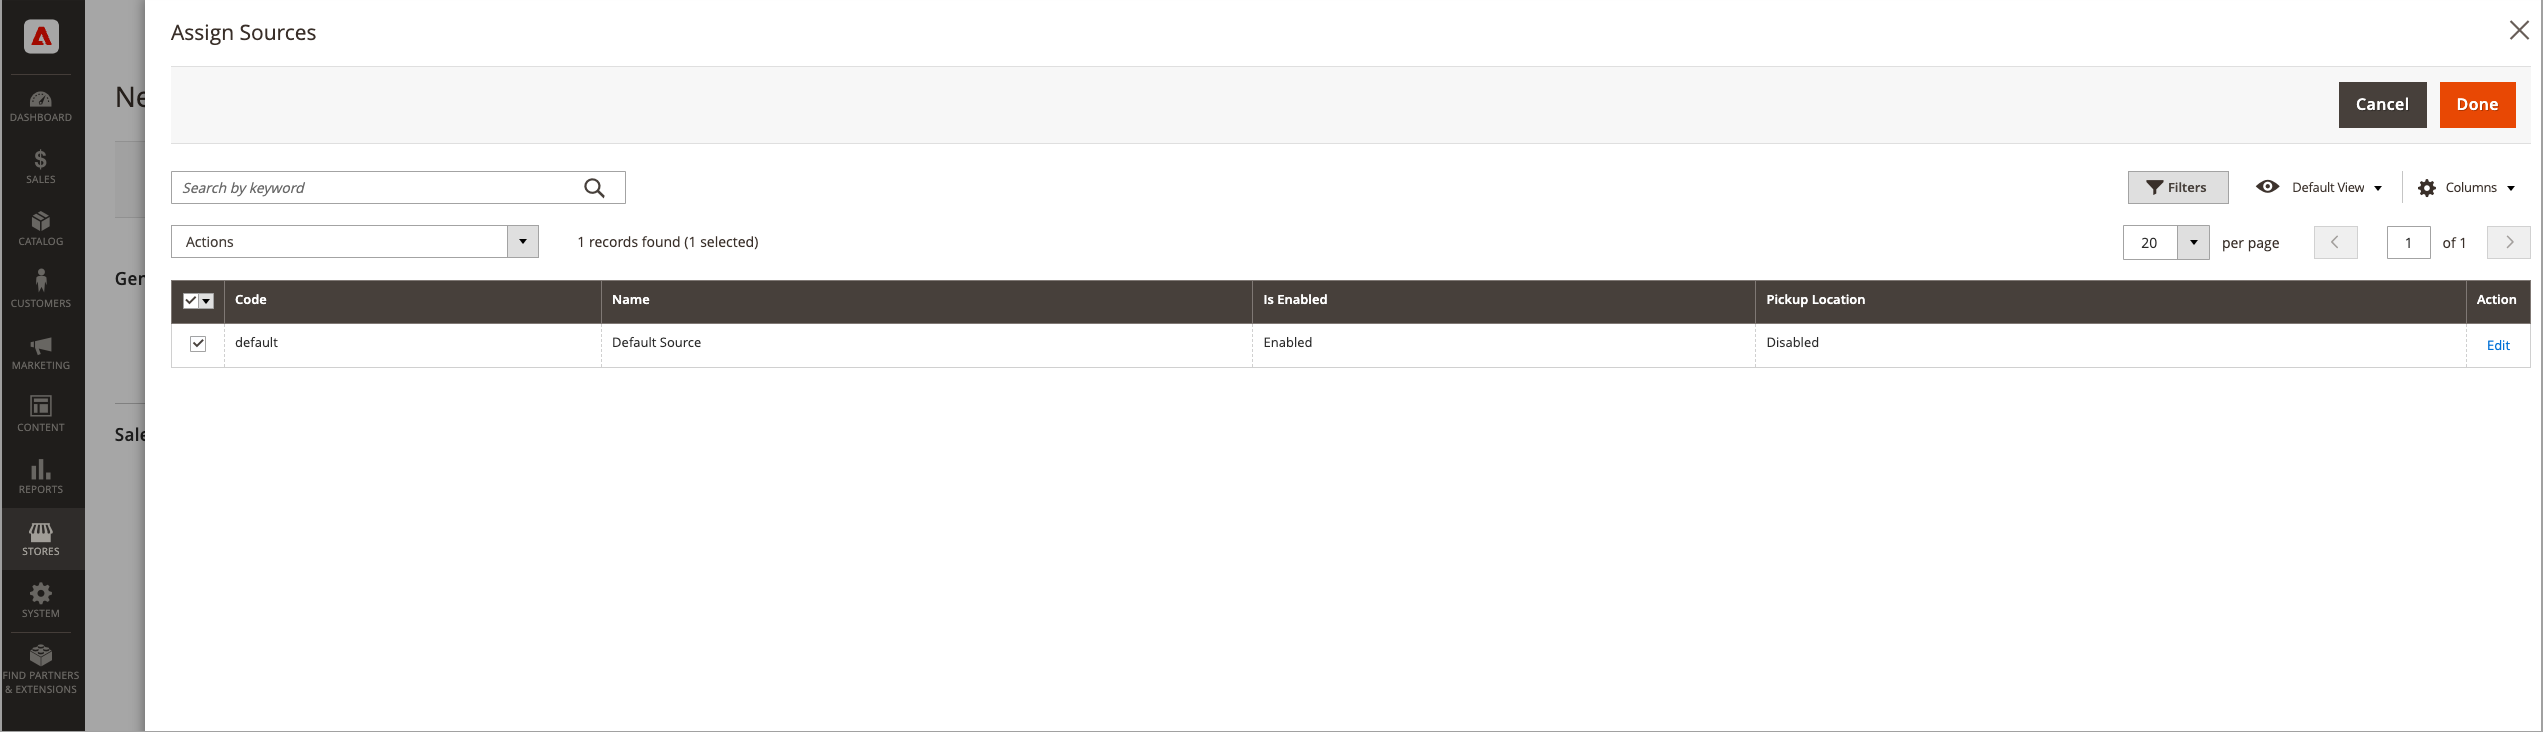 Assign Sources
Cancel
Done
DASHBOARD
SALES
CATALOG
CUSTOMERS
MARKETING
CONTENT
REPORTS
STORES
SYSTEM
FIND PARTNERS
& EXTENSIONS
Ne
Gen
Sale
Search by keyword
Filters
Default View
Columns
Actions
1 records found (1 selected)
20
per page
1
of 1
Code
Name
Is Enabled
Pickup Location
Action
default
Default Source
Enabled
Disabled
Edit